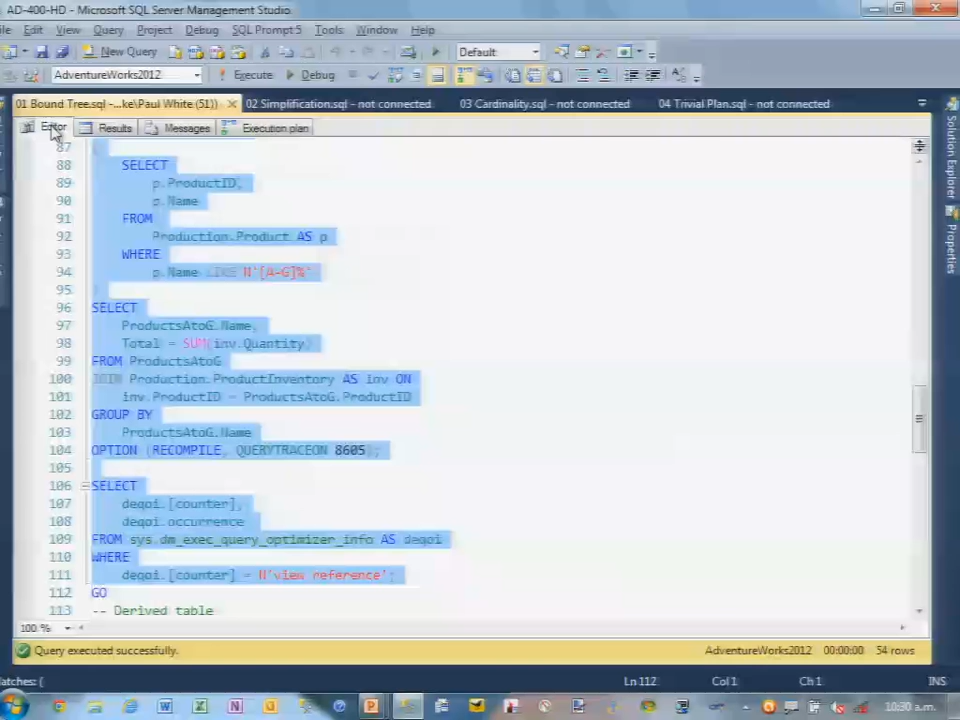 AD-400-HD - Microsoft SQL Server Management Studio
Edit View Query Project Debug SQL Prompt 5 Tools Window Help
New Query Default
AdventureWorks2012 Execute Debug
01 Bound Tree.sql -...ke\Paul White (51)) 02 Simplification.sql - not connected 03 Cardinality.sql - not connected 04 Trivial Plan.sql - not connected
Results Messages Execution plan
87
88 SELECT
89 p.ProductID,
90 p.Name
91 FROM
92 Production.Product AS p
93 WHERE
94 p.Name LIKE N'[A-G]%'
95
96 SELECT
97 ProductsAtoG.Name,
98 Total = SUM(inv.Quantity)
99 FROM ProductsAtoG
100 JOIN Production.ProductInventory AS inv ON
101 inv.ProductID = ProductsAtoG.ProductID
102 GROUP BY
103 ProductsAtoG.Name
104 OPTION (RECOMPILE, QUERYTRACEON 8605);
105
106 SELECT
107 deqoi.[counter],
108 deqoi.occurrence
109 FROM sys.dm_exec_query_optimizer_info AS deqoi
110 WHERE
111 deqoi.[counter] = N'view reference';
112 GO
113 -- Derived table
100 %
Query executed successfully. AdventureWorks2012 00:00:00 54 rows
Ln 112 Col 1 Ch 1 INS
10:30 a.m.
Solution Explorer
Properties